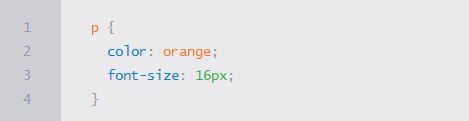 1 p {
2   color: orange;
3   font-size: 16px;
4 }